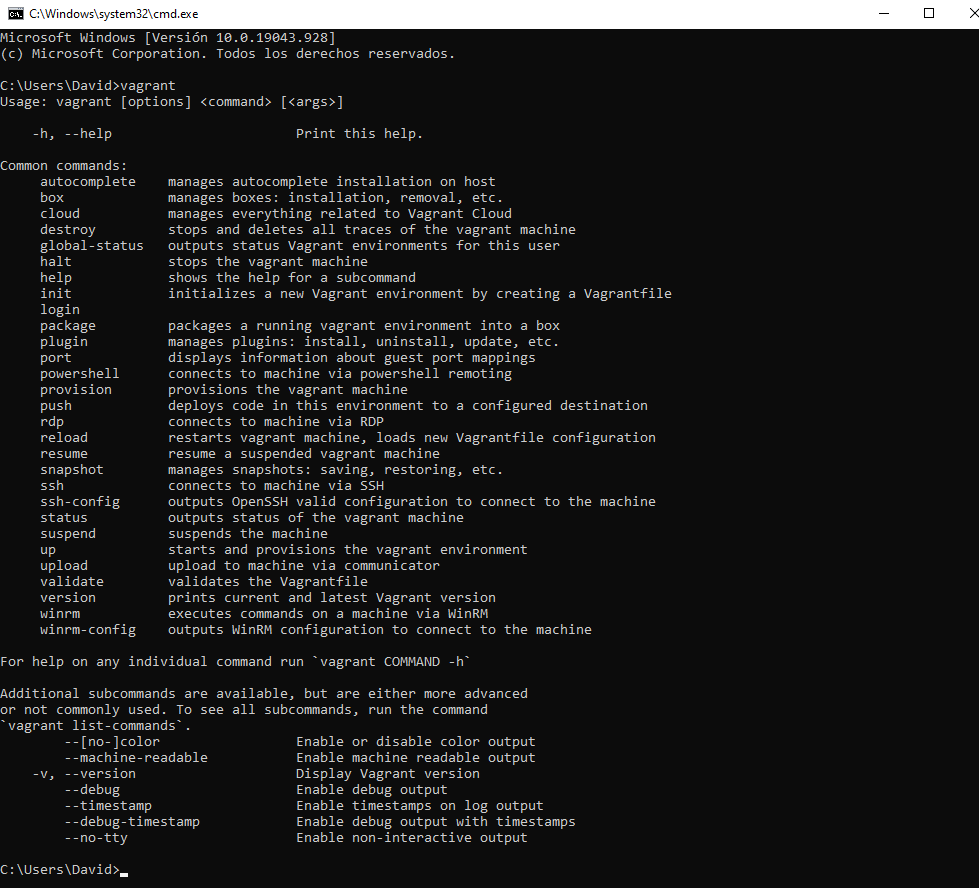 C:\Windows\system32\cmd.exe
Microsoft Windows [Versión 10.0.19043.928]
(c) Microsoft Corporation. Todos los derechos reservados.
C:\Users\David>vagrant
Usage: vagrant [options] <command> [<args>]
-h, --help                       Print this help.
Common commands:
autocomplete    manages autocomplete installation on host
box             manages boxes: installation, removal, etc.
cloud           manages everything related to Vagrant Cloud
destroy         stops and deletes all traces of the vagrant machine
global-status   outputs status Vagrant environments for this user
halt            stops the vagrant machine
help            shows the help for a subcommand
init            initializes a new Vagrant environment by creating a Vagrantfile
login
package         packages a running vagrant environment into a box
plugin          manages plugins: install, uninstall, update, etc.
port            displays information about guest port mappings
powershell      connects to machine via powershell remoting
provision       provisions the vagrant machine
push            deploys code in this environment to a configured destination
rdp             connects to machine via RDP
reload          restarts vagrant machine, loads new Vagrantfile configuration
resume          resume a suspended vagrant machine
snapshot        manages snapshots: saving, restoring, etc.
ssh             connects to machine via SSH
ssh-config      outputs OpenSSH valid configuration to connect to the machine
status          outputs status of the vagrant machine
suspend         suspends the machine
up              starts and provisions the vagrant environment
upload          upload to machine via communicator
validate        validates the Vagrantfile
version         prints current and latest Vagrant version
winrm           executes commands on a machine via WinRM
winrm-config    outputs WinRM configuration to connect to the machine
For help on any individual command run `vagrant COMMAND -h`
Additional subcommands are available, but are either more advanced
or not commonly used. To see all subcommands, run the command
`vagrant list-commands`.
--[no-]color                 Enable or disable color output
--machine-readable           Enable machine readable output
-v, --version                    Display Vagrant version
--debug                      Enable debug output
--timestamp                  Enable timestamps on log output
--debug-timestamp            Enable debug output with timestamps
--no-tty                     Enable non-interactive output
C:\Users\David>